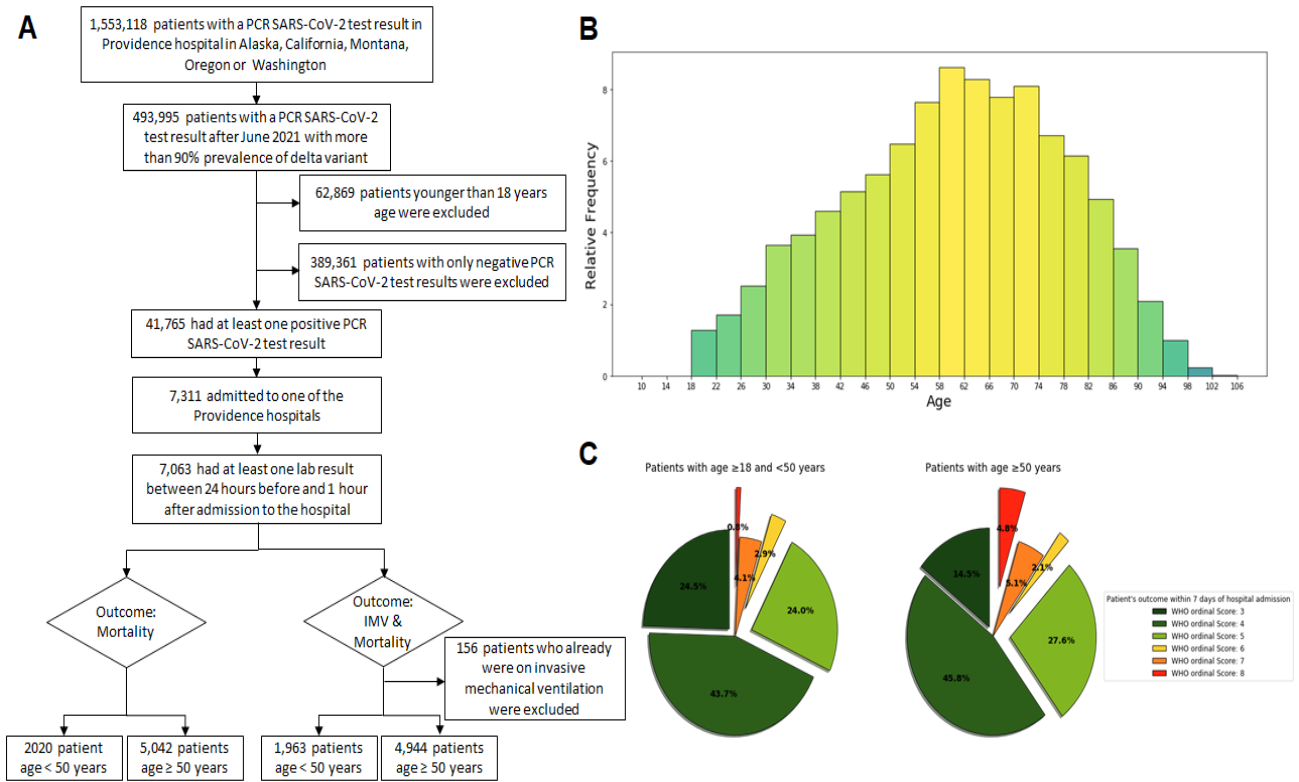 A
1,553,118 patients with a PCR SARS-CoV-2 test result in
Providence hospital in Alaska, California, Montana,
Oregon or Washington
493,995 patients with a PCR SARS-CoV-2
test result after June 2021 with more
than 90% prevalence of delta variant
62,869 patients younger than 18 years
age were excluded
389,361 patients with only negative PCR
SARS-CoV-2 test results were excluded
41,765 had at least one positive PCR
SARS-CoV-2 test result
7,311 admitted to one of the
Providence hospitals
7,063 had at least one lab result
between 24 hours before and 1 hour
after admission to the hospital
Outcome:
Mortality
Outcome:
IMV &
Mortality
156 patients who already
were on invasive
mechanical ventilation
were excluded
2020 patient
age < 50 years
5,042 patients
age ≥ 50 years
1,963 patients
age < 50 years
4,944 patients
age ≥ 50 years
B
Relative Frequency
8
6
4
2
0
10 14 18 22 26 30 34 38 42 46 50 54 58 62 66 70 74 78 82 86 90 94 98 102 106
Age
C
Patients with age ≥18 and <50 years
0.8%
2.9%
4.1%
24.5%
24.0%
43.7%
Patients with age ≥50 years
4.8%
2.1%
5.1%
14.5%
27.6%
45.8%
Patient's outcome within 7 days of hospital admission
WHO ordinal Score: 3
WHO ordinal Score: 4
WHO ordinal Score: 5
WHO ordinal Score: 6
WHO ordinal Score: 7
WHO ordinal Score: 8